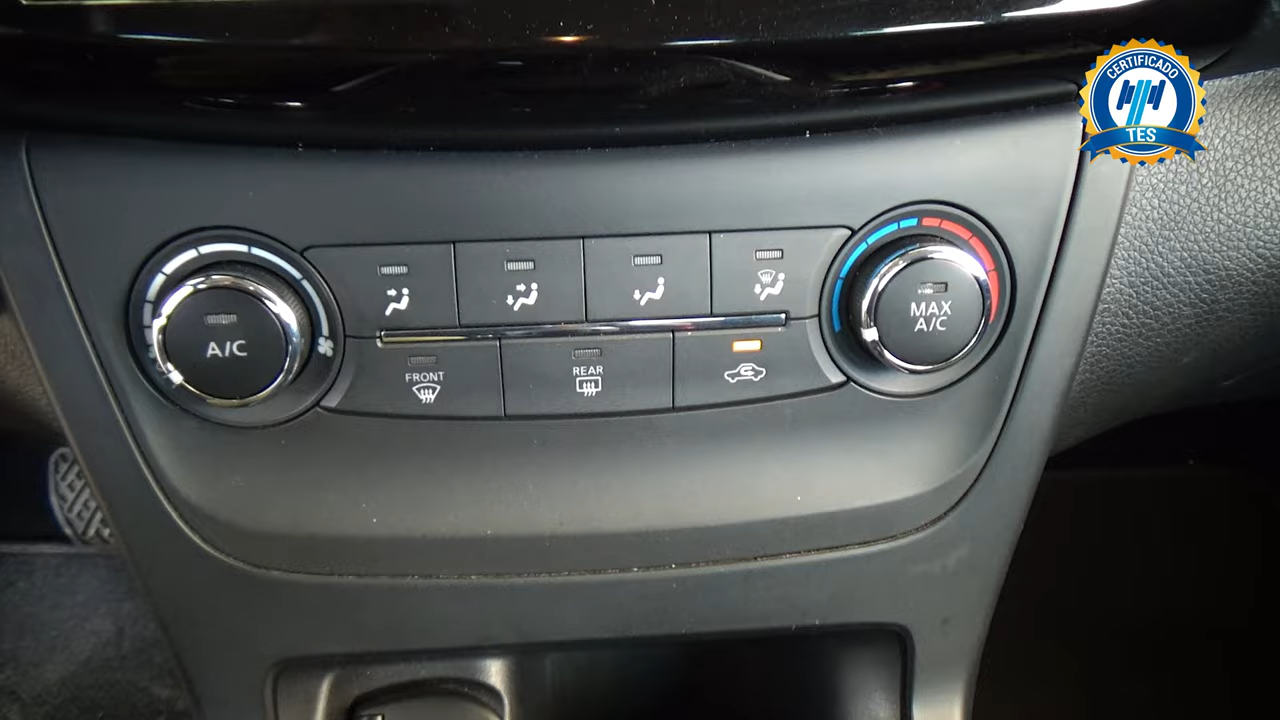 CERTIFICADO
TES
A/C
MAX
A/C
FRONT
REAR